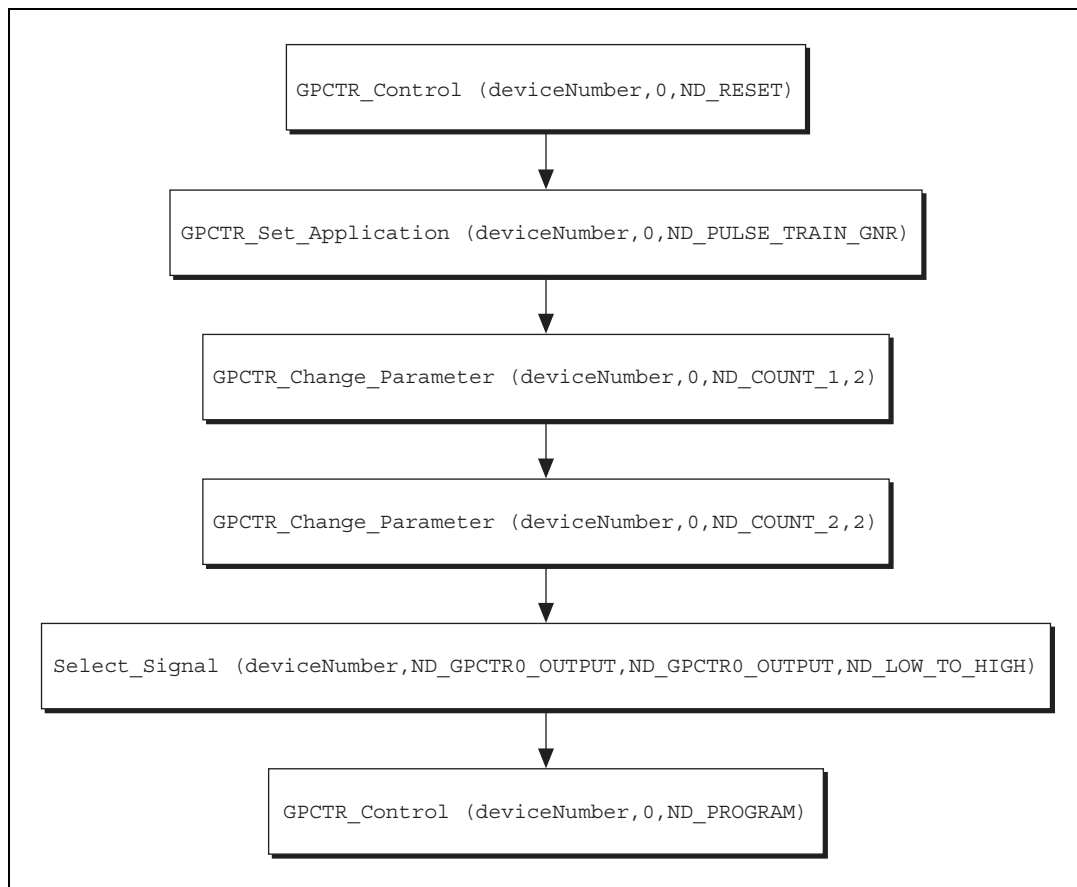 GPCTR_Control (deviceNumber,0,ND_RESET)
GPCTR_Set_Application (deviceNumber,0,ND_PULSE_TRAIN_GNR)
GPCTR_Change_Parameter (deviceNumber,0,ND_COUNT_1,2)
GPCTR_Change_Parameter (deviceNumber,0,ND_COUNT_2,2)
Select_Signal (deviceNumber,ND_GPCTR0_OUTPUT,ND_GPCTR0_OUTPUT,ND_LOW_TO_HIGH)
GPCTR_Control (deviceNumber,0,ND_PROGRAM)